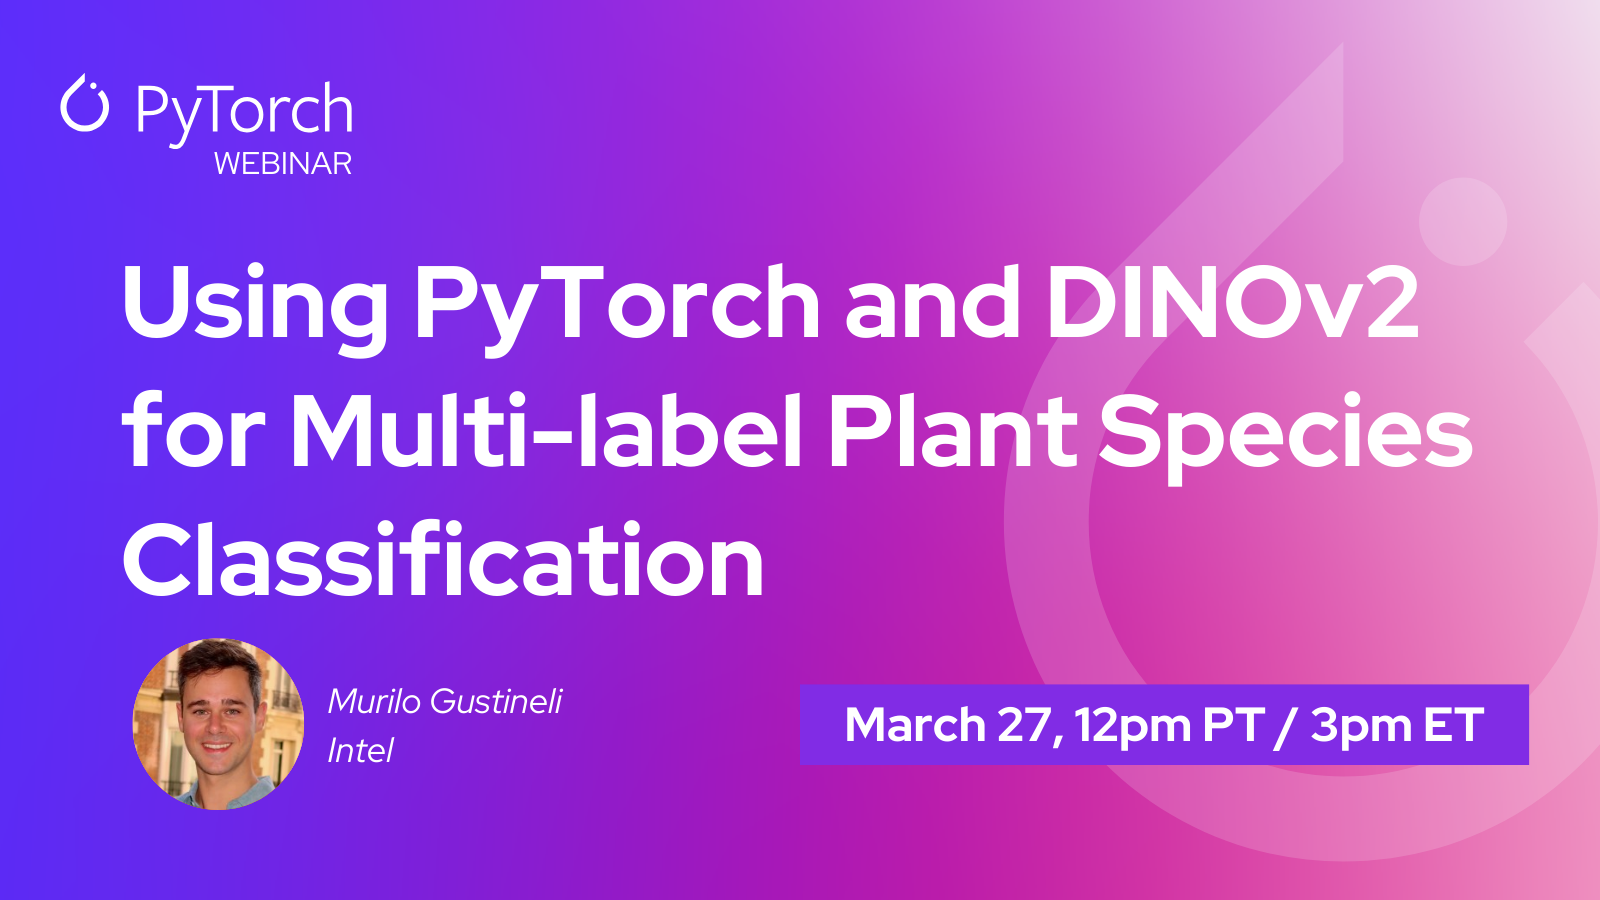 PyTorch
WEBINAR
Using PyTorch and DINOv2
for Multi-label Plant Species
Classification
Murilo Gustineli
Intel
March 27, 12pm PT / 3pm ET